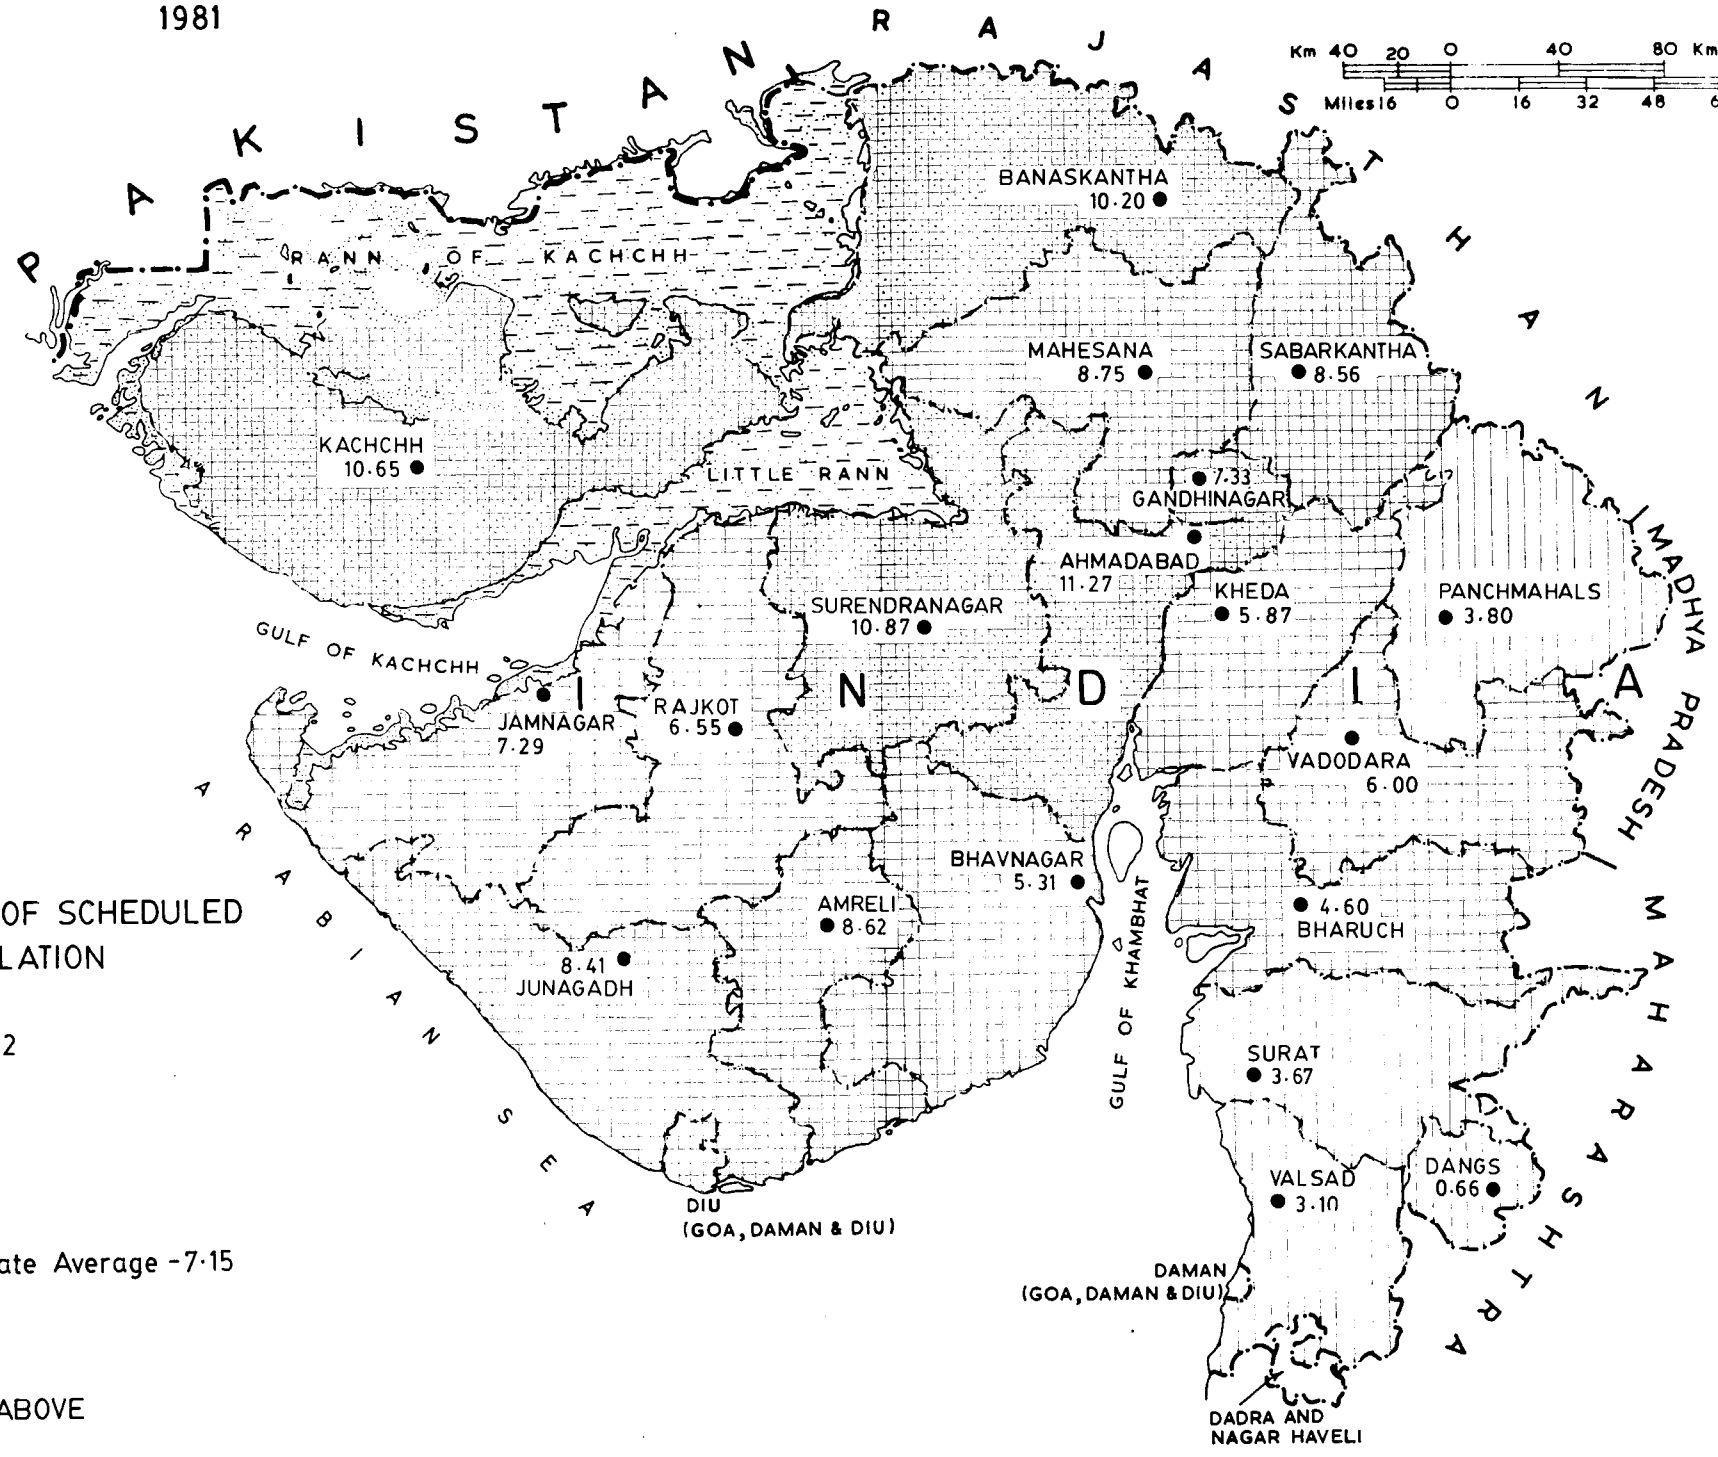 1981
PAKISTAN
RAJASTHAN
Km 40 20 0 40 80 Km
Miles 16 0 16 32 48
RANN OF KACHCHH
BANASKANTHA
10·20
MAHESANA
8·75
SABARKANTHA
8·56
KACHCHH
10·65
LITTLE RANN
7·33
GANDHINAGAR
AHMADABAD
11·27
MADHYA PRADESH
SURENDRANAGAR
10·87
KHEDA
5·87
PANCHMAHALS
3·80
GULF OF KACHCHH
INDIA
JAMNAGAR
7·29
RAJKOT
6·55
VADODARA
6·00
ARABIAN SEA
BHAVNAGAR
5·31
GULF OF KHAMBHAT
AMRELI
8·62
4·60
BHARUCH
MAHARASHTRA
OF SCHEDULED
LATION
8·41
JUNAGADH
2
SURAT
3·67
VALSAD
3·10
DANGS
0·66
DIU
(GOA, DAMAN & DIU)
ate Average -7·15
DAMAN
(GOA, DAMAN & DIU)
ABOVE
DADRA AND
NAGAR HAVELI